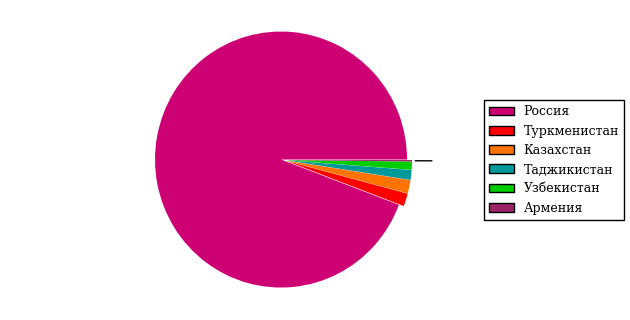 Россия
Туркменистан
Казахстан
Таджикистан
Узбекистан
Армения